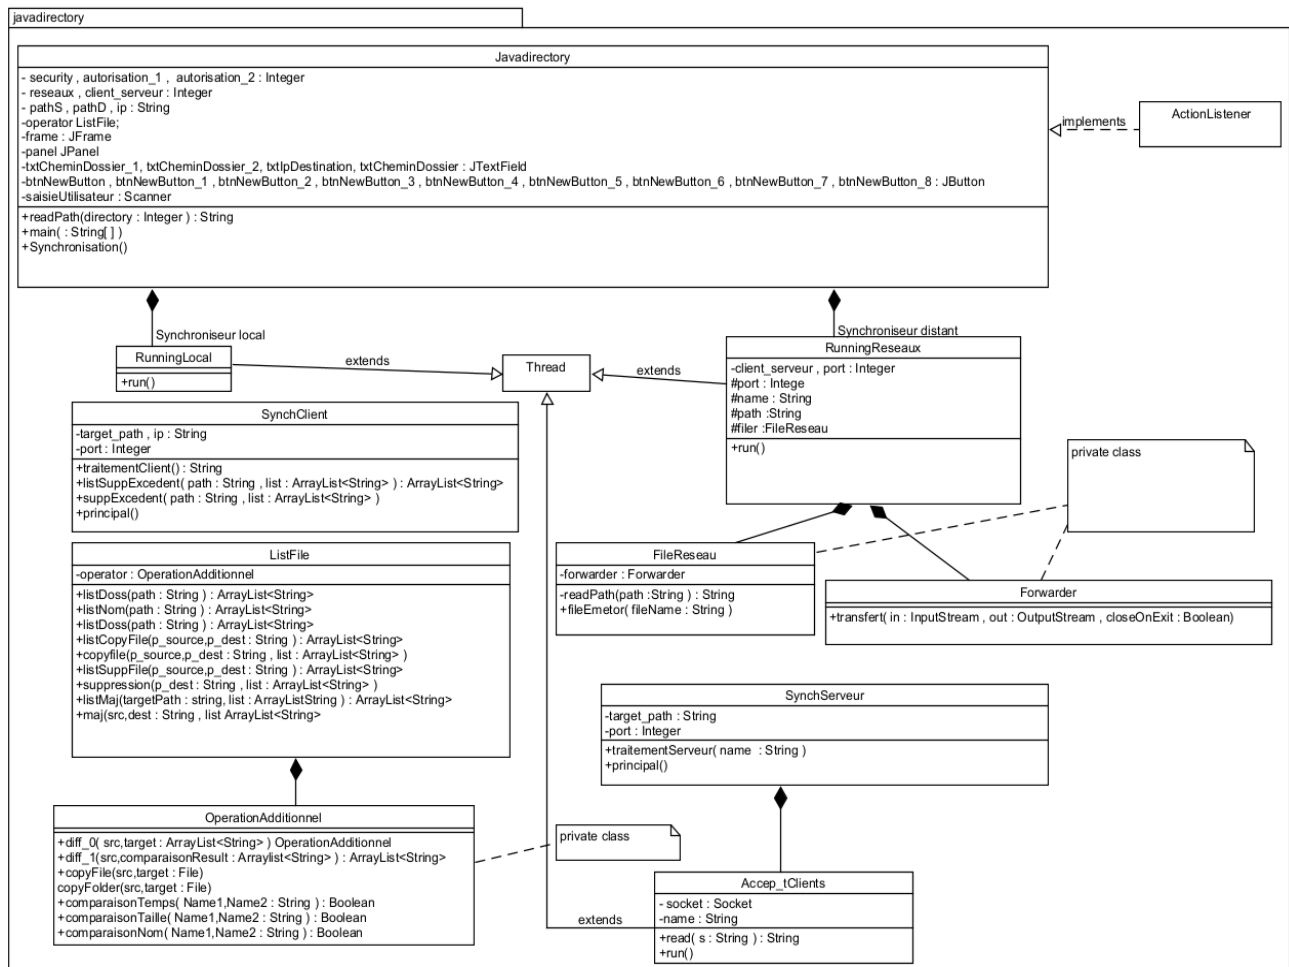 javadirectory
Javadirectory
- security , autorisation_1 , autorisation_2 : Integer
- reseaux , client_serveur : Integer
- pathS , pathD , ip : String
-operator ListFile;
-frame : JFrame
-panel JPanel
-txtCheminDossier_1, txtCheminDossier_2, txtIpDestination, txtCheminDossier : JTextField
-btnNewButton , btnNewButton_1 , btnNewButton_2 , btnNewButton_3 , btnNewButton_4 , btnNewButton_5 , btnNewButton_6 , btnNewButton_7 , btnNewButton_8 : JButton
-saisieUtilisateur : Scanner
+readPath(directory : Integer ) : String
+main( : String[ ] )
+Synchronisation()
implements
ActionListener
Synchroniseur local
RunningLocal
+run()
extends
Thread
extends
Synchroniseur distant
RunningReseaux
-client_serveur , port : Integer
#port : Intege
#name : String
#path :String
#filer :FileReseau
+run()
private class
SynchClient
-target_path , ip : String
-port : Integer
+traitementClient() : String
+listSuppExcedent( path : String , list : ArrayList<String> ) : ArrayList<String>
+suppExcedent( path : String , list : ArrayList<String> )
+principal()
ListFile
-operator : OperationAdditionnel
+listDoss(path : String ) : ArrayList<String>
+listNom(path : String ) : ArrayList<String>
+listDoss(path : String ) : ArrayList<String>
+listCopyFile(p_source,p_dest : String ) : ArrayList<String>
+copyfile(p_source,p_dest : String , list : ArrayList<String> )
+listSuppFile(p_source,p_dest : String ) : ArrayList<String>
+suppression(p_dest : String , list : ArrayList<String> )
+listMaj(targetPath : string, list : ArrayListString ) : ArrayList<String>
+maj(src,dest : String , list ArrayList<String>
FileReseau
-forwarder : Forwarder
-readPath(path :String ) : String
+fileEmetor( fileName : String )
Forwarder
+transfert( in : InputStream , out : OutputStream , closeOnExit : Boolean)
SynchServeur
-target_path : String
-port : Integer
+traitementServeur( name : String )
+principal()
OperationAdditionnel
+diff_0( src,target : ArrayList<String> ) OperationAdditionnel
+diff_1(src,comparaisonResult : Arraylist<String> ) : ArrayList<String>
+copyFile(src,target : File)
copyFolder(src,target : File)
+comparaisonTemps( Name1,Name2 : String ) : Boolean
+comparaisonTaille( Name1,Name2 : String ) : Boolean
+comparaisonNom( Name1,Name2 : String ) : Boolean
private class
extends
Accep_tClients
- socket : Socket
-name : String
+read( s : String ) : String
+run()